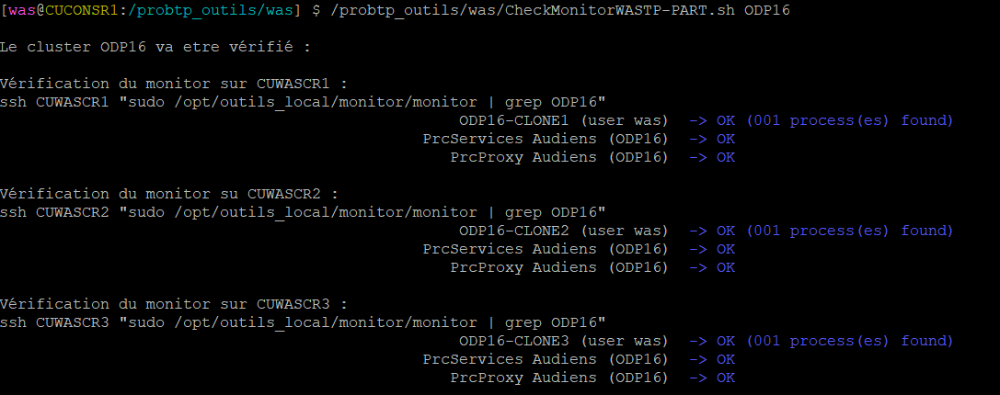 [was@CUCONSR1:/probtp_outils/was] $ /probtp_outils/was/CheckMonitorWASTP-PART.sh ODP16
Le cluster ODP16 va etre vérifié :
Vérification du monitor sur CUWASCR1 :
ssh CUWASCR1 "sudo /opt/outils_local/monitor/monitor | grep ODP16"
ODP16-CLONE1 (user was) -> OK (001 process(es) found)
PrcServices Audiens (ODP16) -> OK
PrcProxy Audiens (ODP16) -> OK
Vérification du monitor su CUWASCR2 :
ssh CUWASCR2 "sudo /opt/outils_local/monitor/monitor | grep ODP16"
ODP16-CLONE2 (user was) -> OK (001 process(es) found)
PrcServices Audiens (ODP16) -> OK
PrcProxy Audiens (ODP16) -> OK
Vérification du monitor sur CUWASCR3 :
ssh CUWASCR3 "sudo /opt/outils_local/monitor/monitor | grep ODP16"
ODP16-CLONE3 (user was) -> OK (001 process(es) found)
PrcServices Audiens (ODP16) -> OK
PrcProxy Audiens (ODP16) -> OK